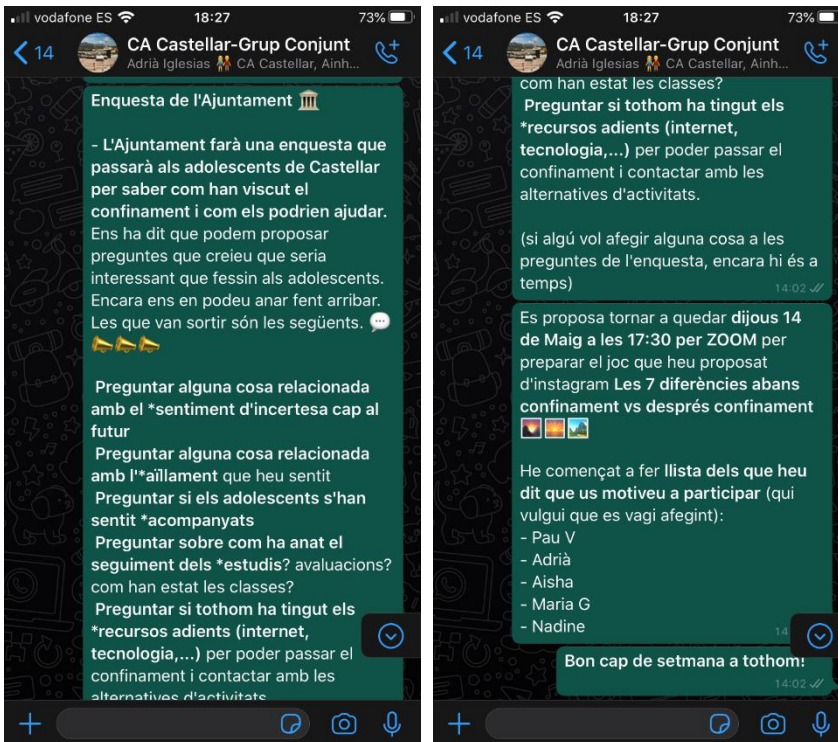 vodafone ES
18:27
73%
14
CA Castellar-Grup Conjunt
Adrià Iglesias 👫 CA Castellar, Ainh...
Enquesta de l'Ajuntament 🏛️
- L'Ajuntament farà una enquesta que
passarà als adolescents de Castellar
per saber com han viscut el
confinament i com els podrien ajudar.
Ens ha dit que podem proposar
preguntes que creieu que seria
interessant que fessin als adolescents.
Encara ens en podeu anar fent arribar.
Les que van sortir són les següents. 💬
📣📣📣
Preguntar alguna cosa relacionada
amb el *sentiment d'incertesa cap al
futur
Preguntar alguna cosa relacionada
amb l'*aïllament que heu sentit
Preguntar si els adolescents s'han
sentit *acompanyats
Preguntar sobre com ha anat el
seguiment dels *estudis? avaluacions?
com han estat les classes?
Preguntar si tothom ha tingut els
*recursos adients (internet,
tecnologia,...) per poder passar el
confinament i contactar amb les
alternatives d'activitats.
vodafone ES
18:27
73%
14
CA Castellar-Grup Conjunt
Adrià Iglesias 👫 CA Castellar, Ainh...
com han estat les classes?
Preguntar si tothom ha tingut els
*recursos adients (internet,
tecnologia,...) per poder passar el
confinament i contactar amb les
alternatives d'activitats.
(si algú vol afegir alguna cosa a les
preguntes de l'enquesta, encara hi és a
temps)
14:02
Es proposa tornar a quedar dijous 14
de Maig a les 17:30 per ZOOM per
preparar el joc que heu proposat
d'instagram Les 7 diferències abans
confinament vs després confinament
🌄🌅🏞️
He començat a fer llista dels que heu
dit que us motiveu a participar (qui
vulgui que es vagi afegint):
- Pau V
- Adrià
- Aisha
- Maria G
- Nadine
14
Bon cap de setmana a tothom!
14:02